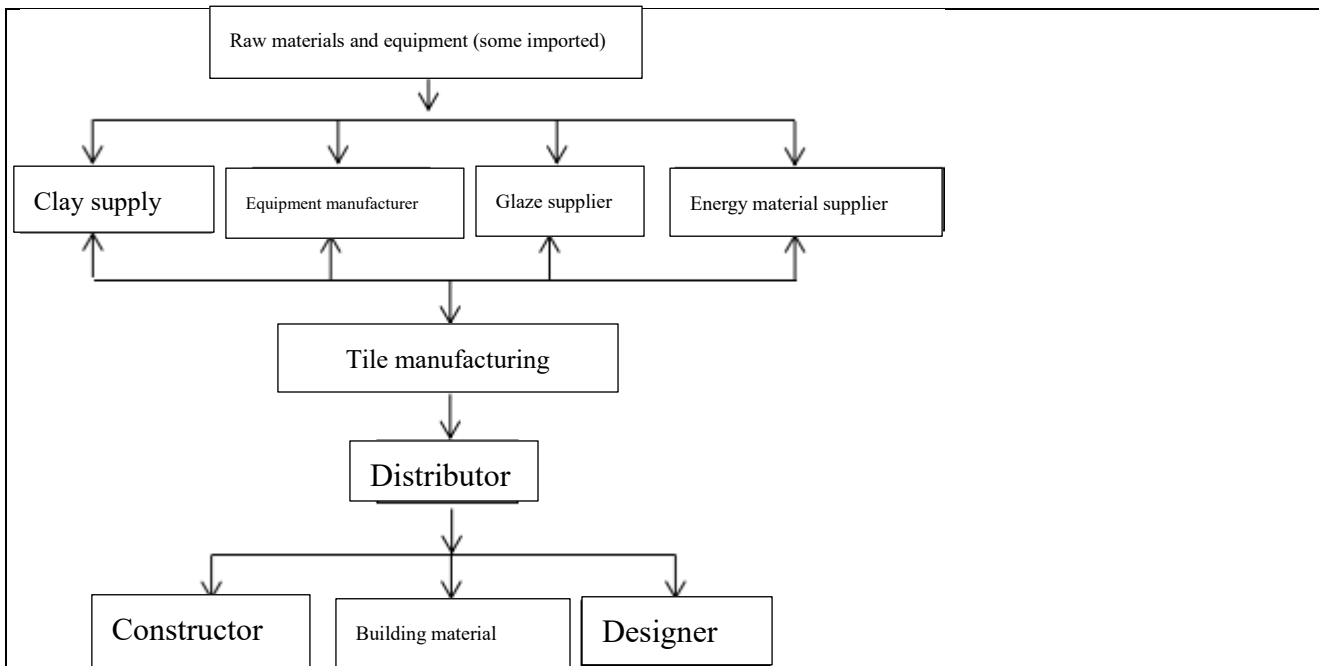 Raw materials and equipment (some imported)
Clay supply
Equipment manufacturer
Glaze supplier
Energy material supplier
Tile manufacturing
Distributor
Constructor
Building material
Designer